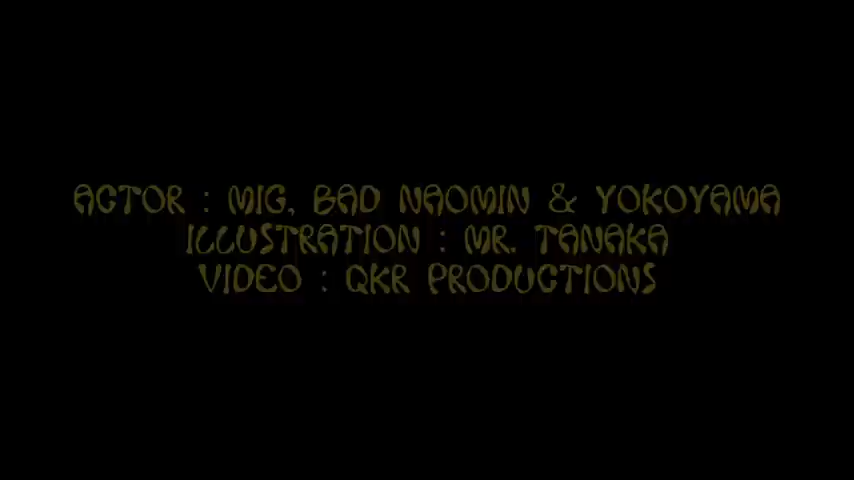 ACTOR : MIG, BAD NAOMIN & YOKOYAMA
ILLUSTRATION : MR. TANAKA
VIDEO : QKR PRODUCTIONS